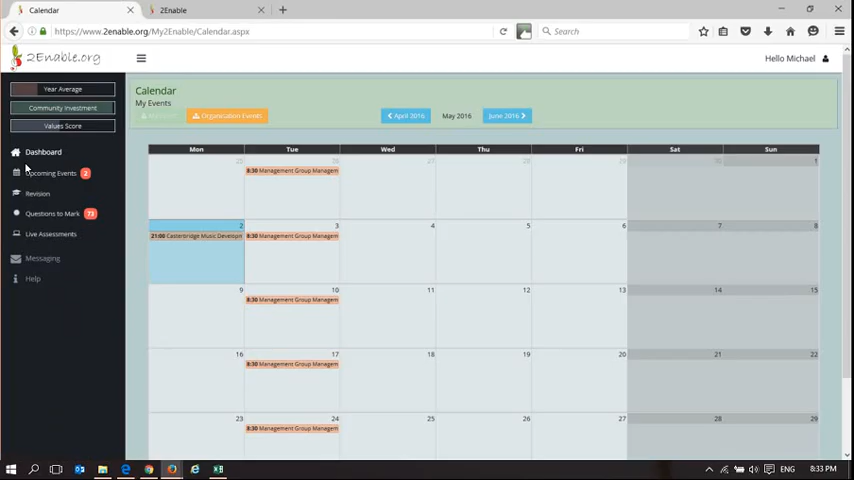 Calendar
2Enable
https://www.2enable.org/My2Enable/Calendar.aspx
Search
2Enable.org
Hello Michael
Year Average
Community Investment
Values Score
Dashboard
Upcoming Events 2
Revision
Questions to Mark 73
Live Assessments
Messaging
Help
Calendar
My Events
Organisation Events
April 2016
May 2016
June 2016
Mon Tue Wed Thu Fri Sat Sun
25 26 27 28 29 30 1
8:30 Management Group Managem
2 3 4 5 6 7 8
21:00 Casterbridge Music Developm
8:30 Management Group Managem
9 10 11 12 13 14 15
8:30 Management Group Managem
16 17 18 19 20 21 22
8:30 Management Group Managem
23 24 25 26 27 28 29
8:30 Management Group Managem
ENG
8:33 PM